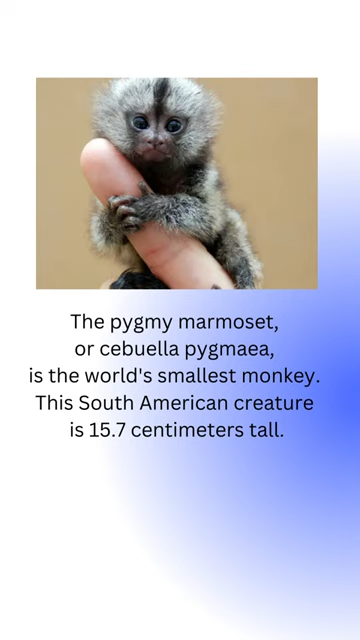 The pygmy marmoset,
or cebuella pygmaea,
is the world's smallest monkey.
This South American creature
is 15.7 centimeters tall.